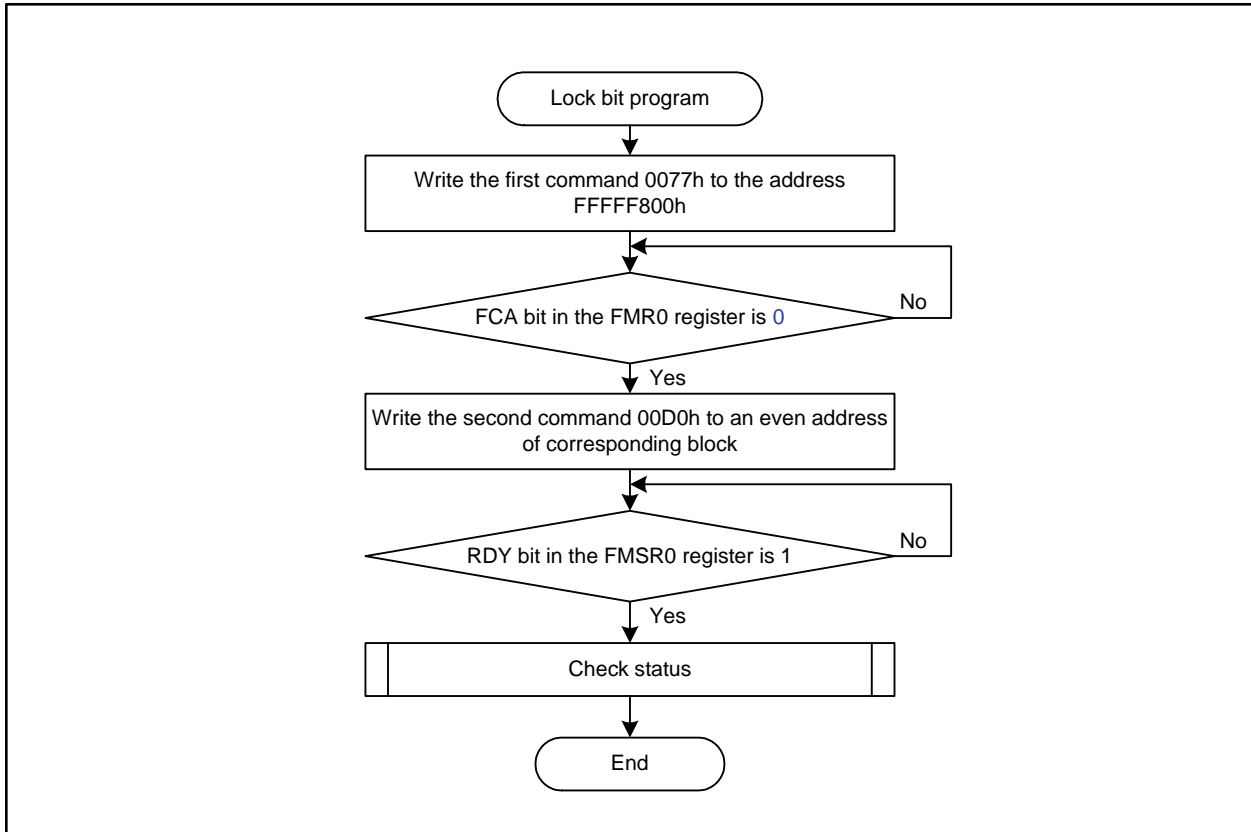 Lock bit program
Write the first command 0077h to the address
FFFFF800h
FCA bit in the FMR0 register is 0
No
Yes
Write the second command 00D0h to an even address
of corresponding block
RDY bit in the FMSR0 register is 1
No
Yes
Check status
End